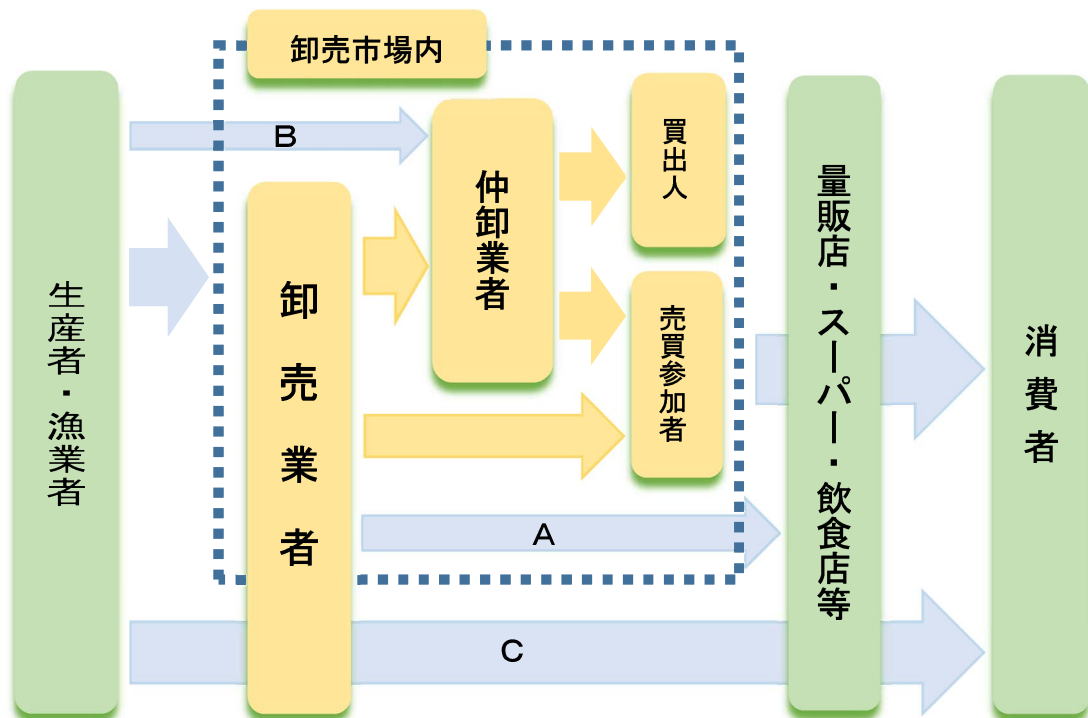 卸売市場内
生産者・漁業者
B
卸売業者
仲卸業者
買出人
売買参加者
A
C
量販店・スーパー・飲食店等
消費者